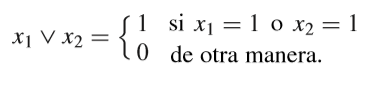 x₁ ∨ x₂ = { 1 si x₁ = 1 o x₂ = 1
0 de otra manera.